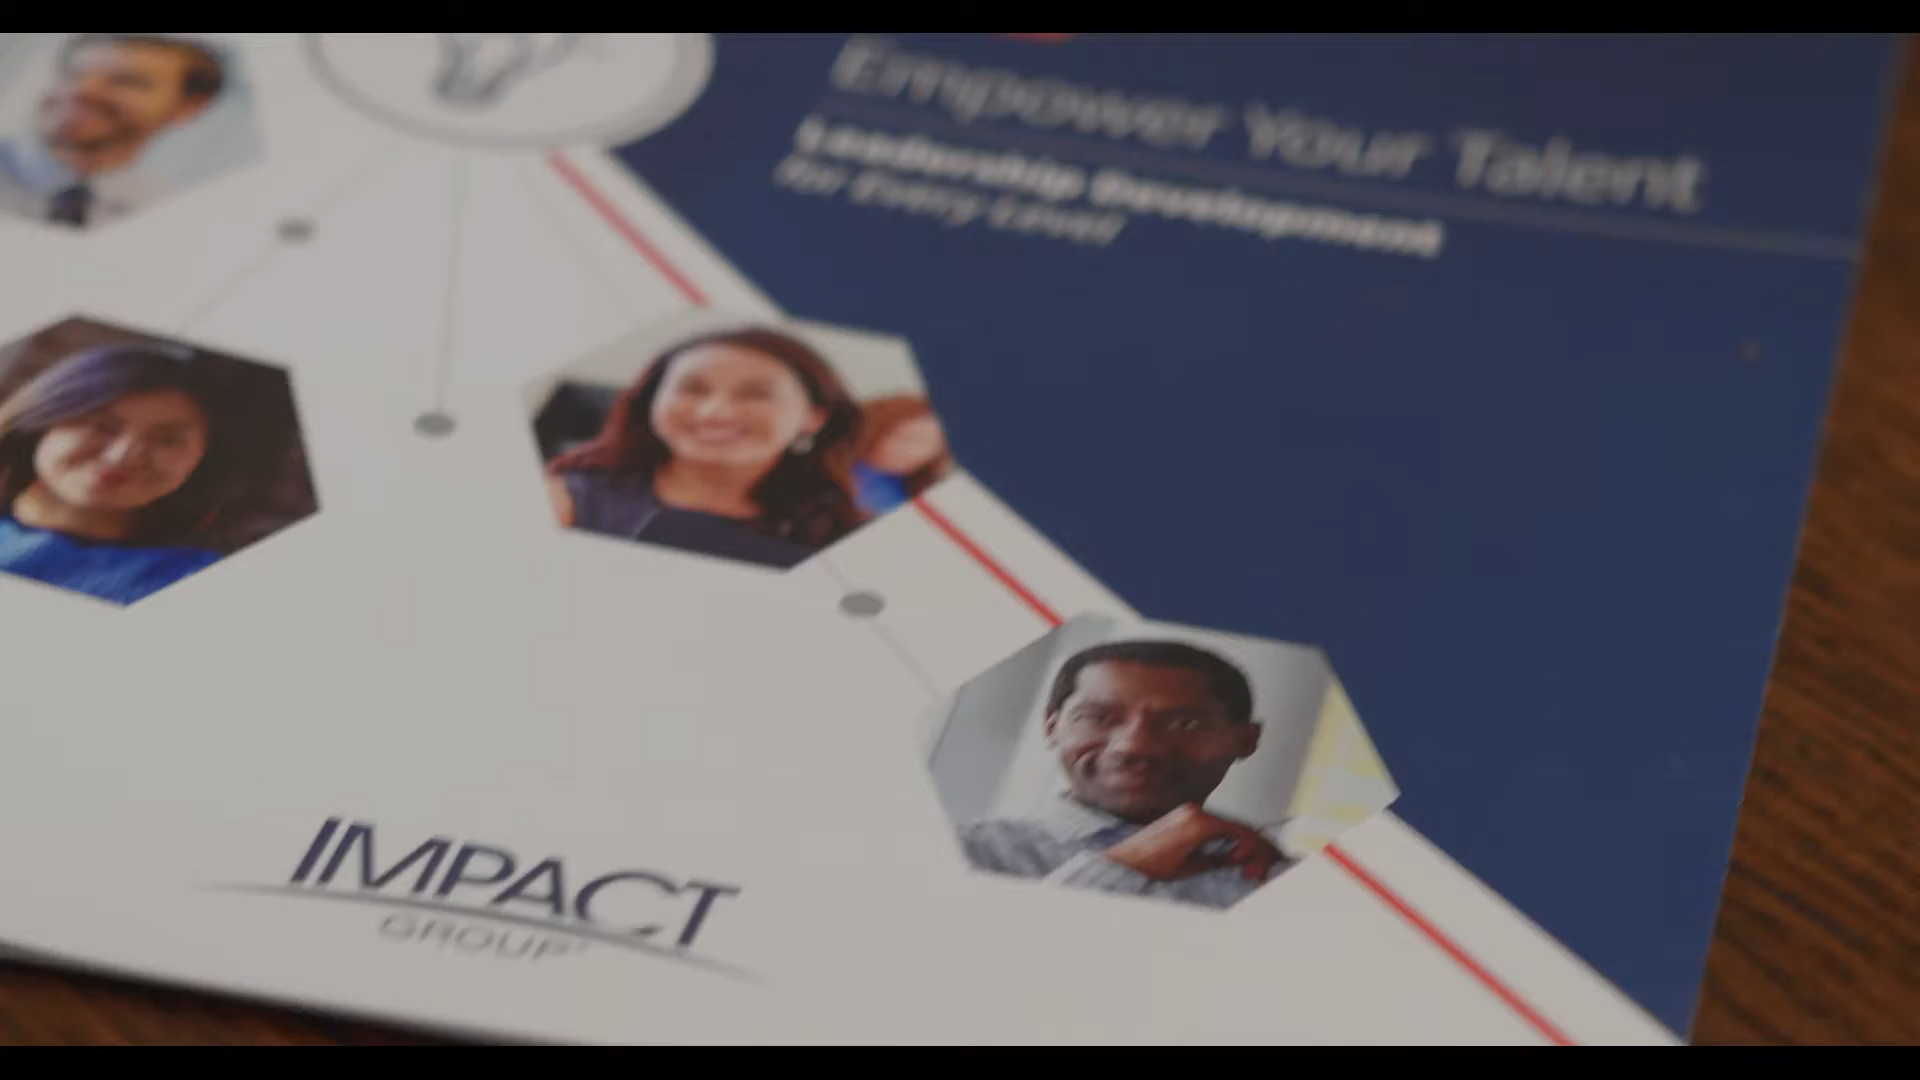 Empower Your Talent
Leadership Development
for Every Level
IMPACT
GROUP